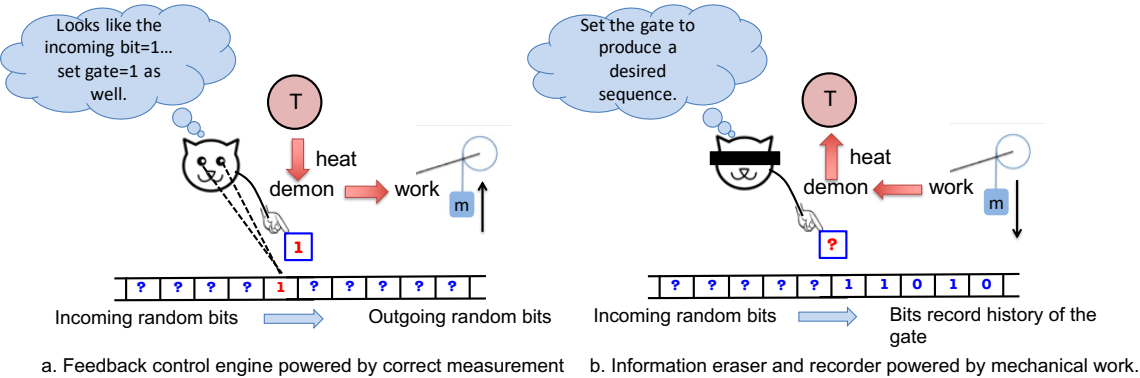 Looks like the
incoming bit=1...
set gate=1 as
well.
T
heat
demon
work
m
1
? ? ? ? 1 ? ? ? ? ?
Incoming random bits
Outgoing random bits
a. Feedback control engine powered by correct measurement
Set the gate to
produce a
desired
sequence.
T
heat
demon
work
m
?
? ? ? ? ? 1 1 0 1 0
Incoming random bits
Bits record history of the
gate
b. Information eraser and recorder powered by mechanical work.